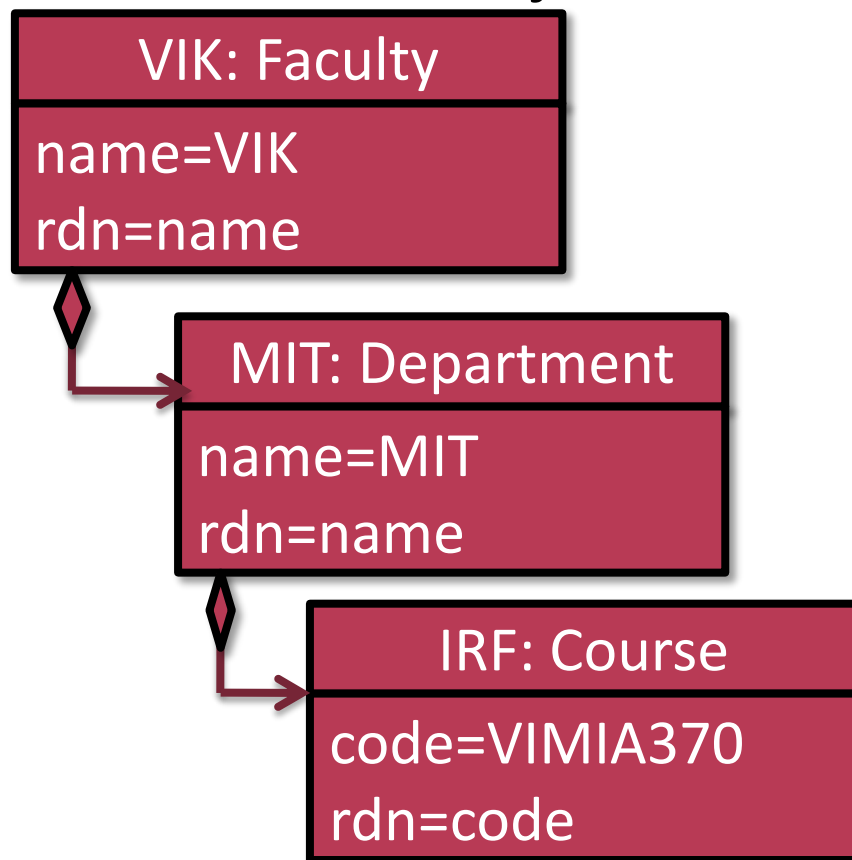 VIK: Faculty
name=VIK
rdn=name
MIT: Department
name=MIT
rdn=name
IRF: Course
code=VIMIA370
rdn=code